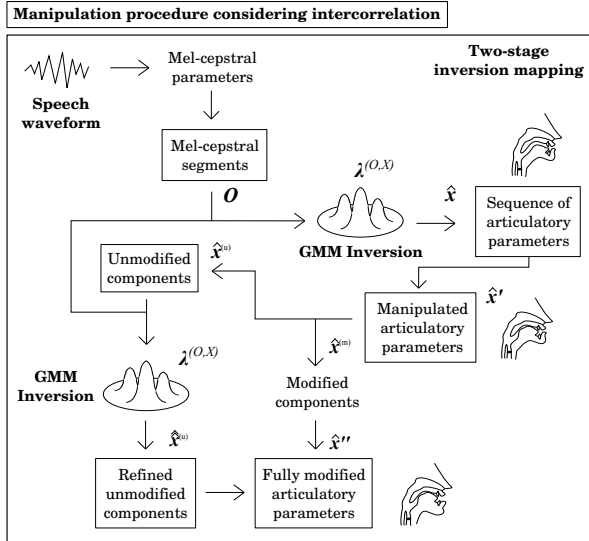 Manipulation procedure considering intercorrelation
Two-stage
inversion mapping
Mel-cepstral
parameters
Speech
waveform
Mel-cepstral
segments
O
λ^(O,X)
GMM Inversion
x̂
Sequence of
articulatory
parameters
Unmodified
components
x̂^(u)
x̂′
Manipulated
articulatory
parameters
x̂^(m)
Modified
components
GMM
Inversion
λ^(O,X)
x̂̂^(u)
x̂′′
Refined
unmodified
components
Fully modified
articulatory
parameters